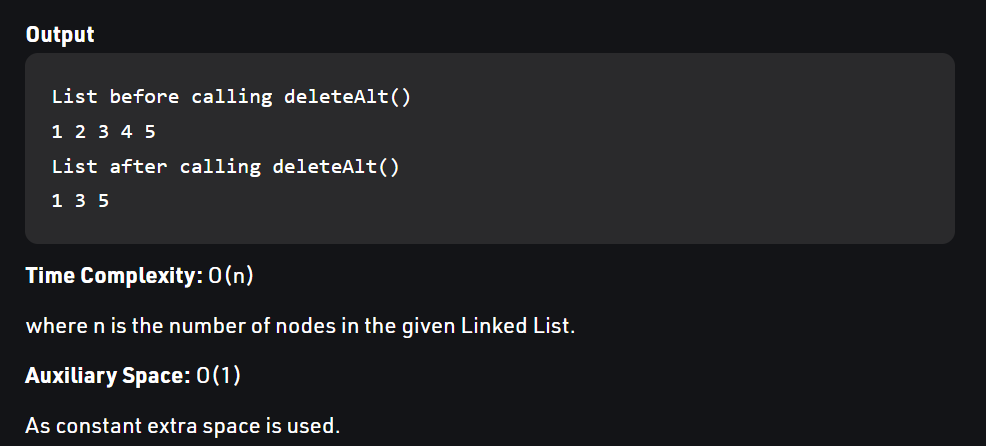 Output
List before calling deleteAlt()
1 2 3 4 5
List after calling deleteAlt()
1 3 5
Time Complexity: O(n)
where n is the number of nodes in the given Linked List.
Auxiliary Space: O(1)
As constant extra space is used.